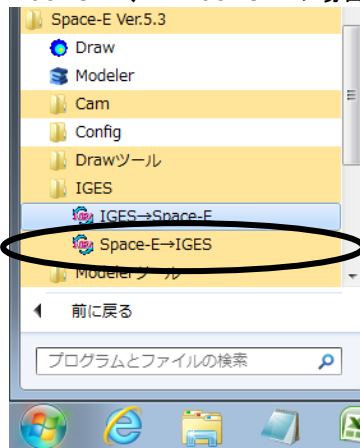 Space-E Ver.5.3
Draw
Modeler
Cam
Config
Drawツール
IGES
IGES→Space-E
Space-E→IGES
Modelerツール
前に戻る
プログラムとファイルの検索